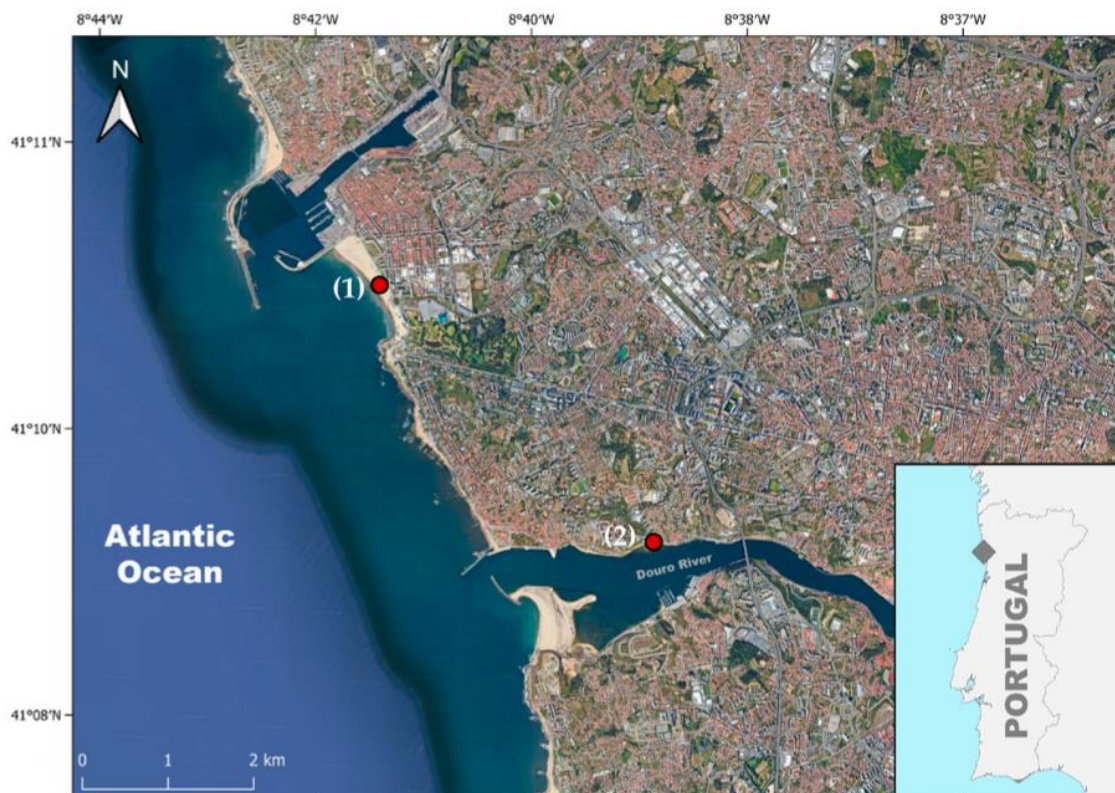 8°44'W 8°42'W 8°40'W 8°38'W 8°37'W
N
41°11'N
(1)
41°10'N
(2)
Douro River
Atlantic
Ocean
PORTUGAL
41°08'N
0 1 2 km